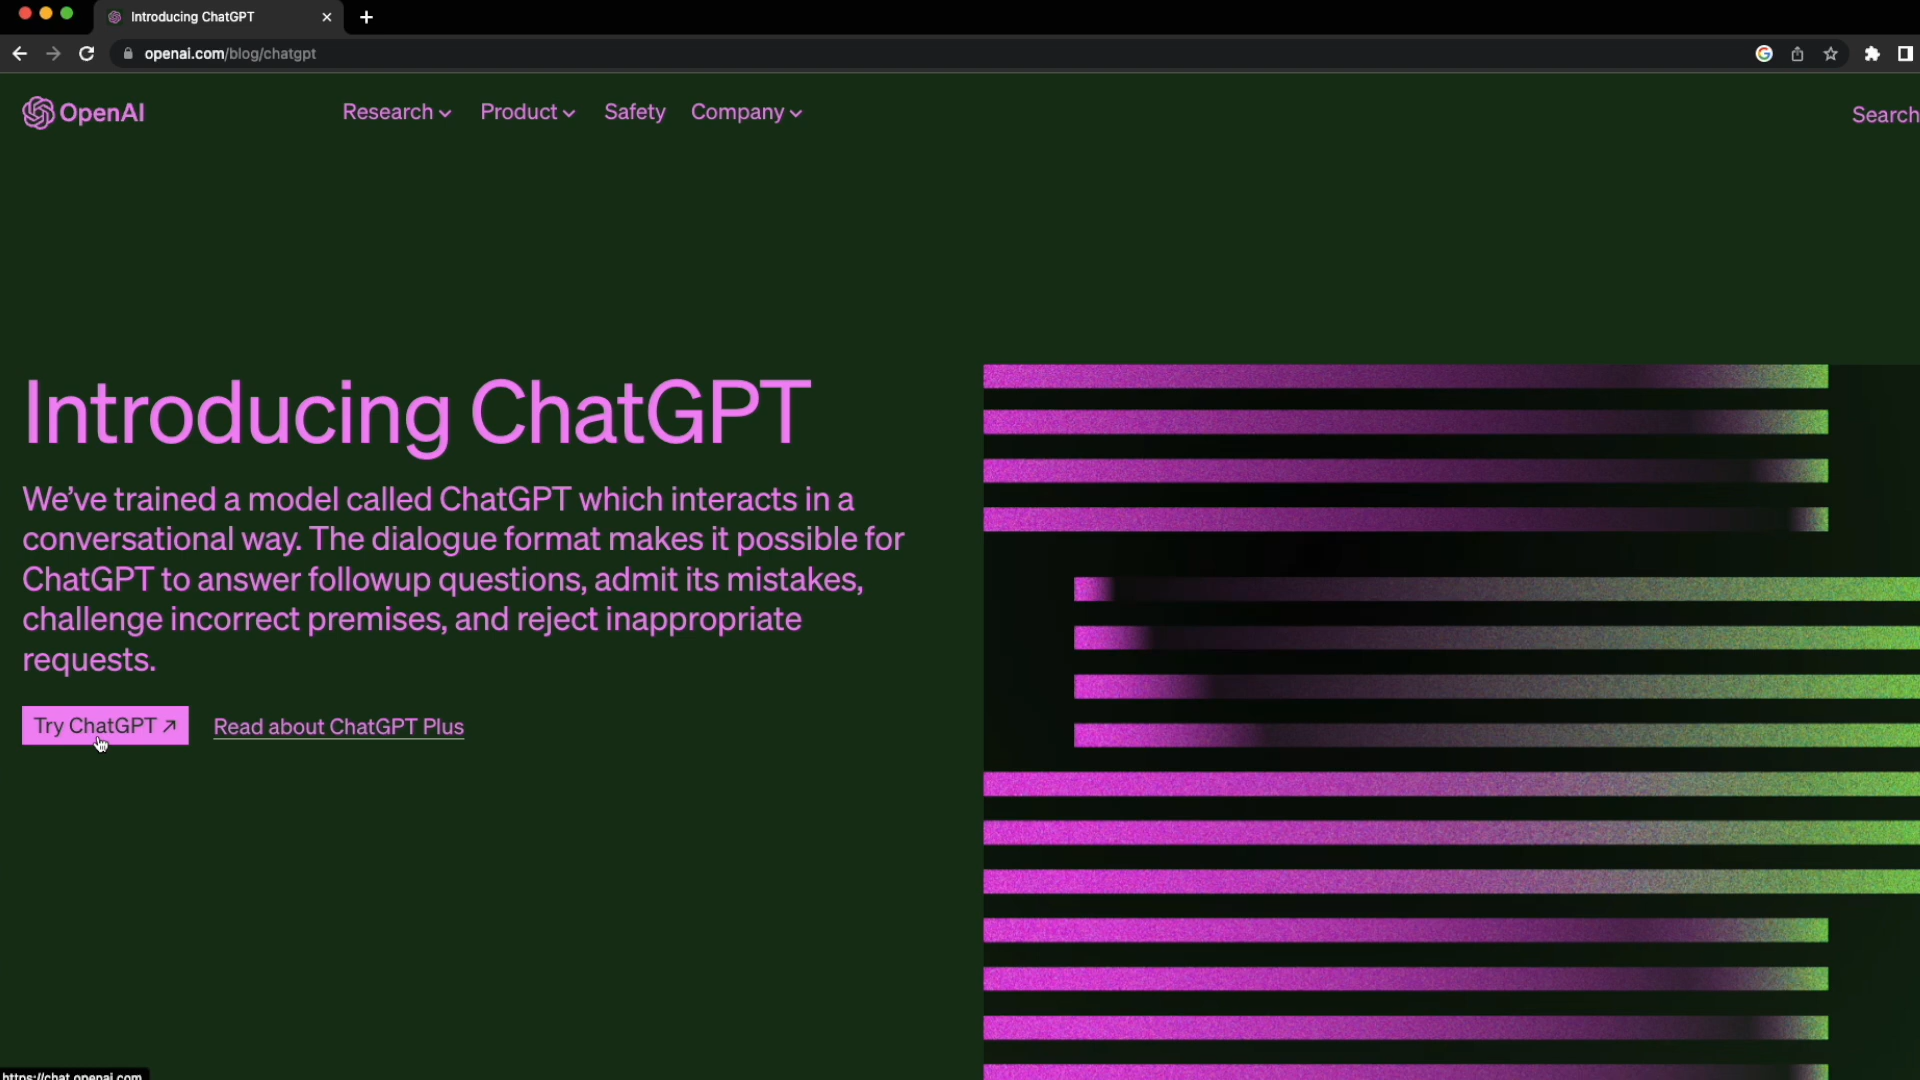 Introducing ChatGPT
openai.com/blog/chatgpt
OpenAI
Research
Product
Safety
Company
Search
Introducing ChatGPT
We’ve trained a model called ChatGPT which interacts in a
conversational way. The dialogue format makes it possible for
ChatGPT to answer followup questions, admit its mistakes,
challenge incorrect premises, and reject inappropriate
requests.
Try ChatGPT ↗
Read about ChatGPT Plus
https://chat.openai.com